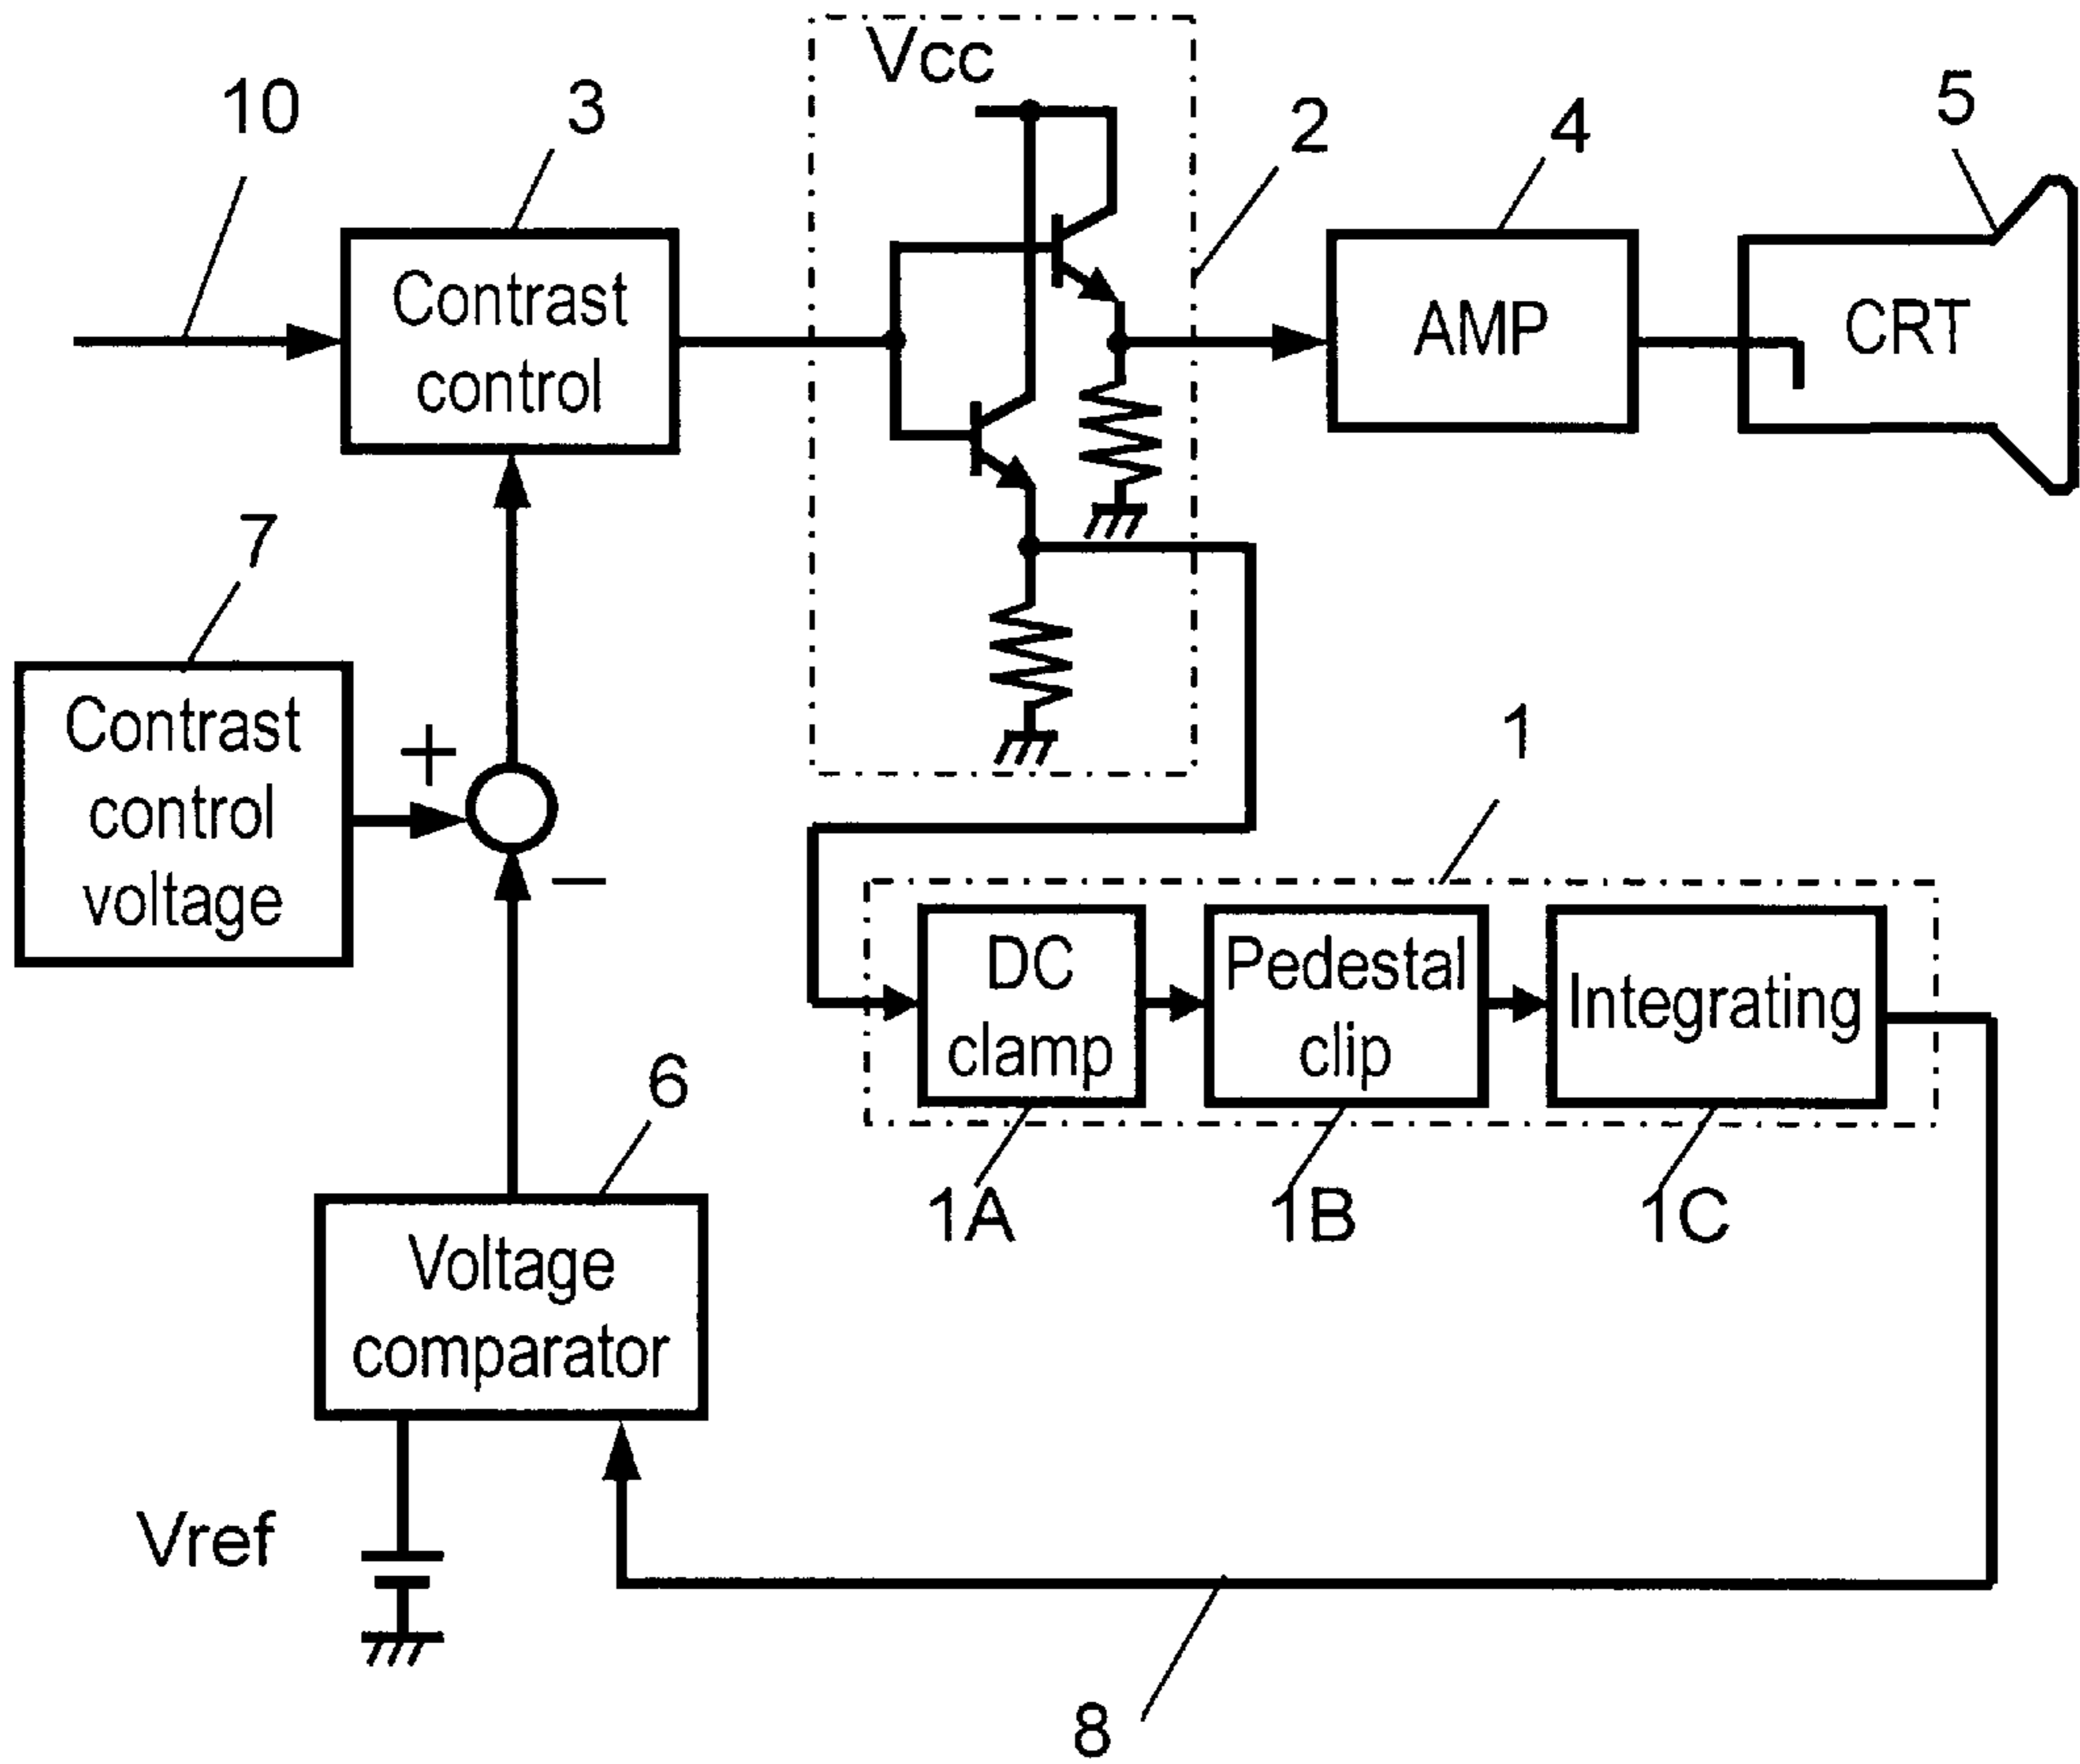 Vcc
10
3
2
4
5
Contrast
control
AMP
CRT
7
Contrast
control
voltage
+
−
1
DC
clamp
Pedestal
clip
Integrating
1A
1B
1C
6
Voltage
comparator
Vref
8